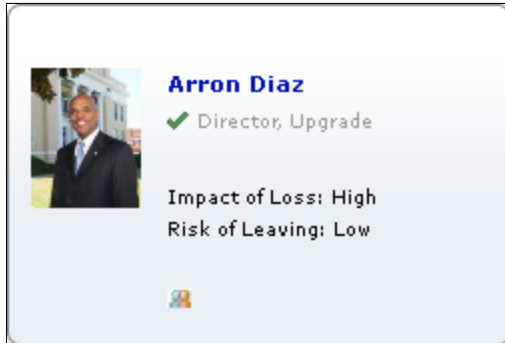 Arron Diaz
Director, Upgrade
Impact of Loss: High
Risk of Leaving: Low